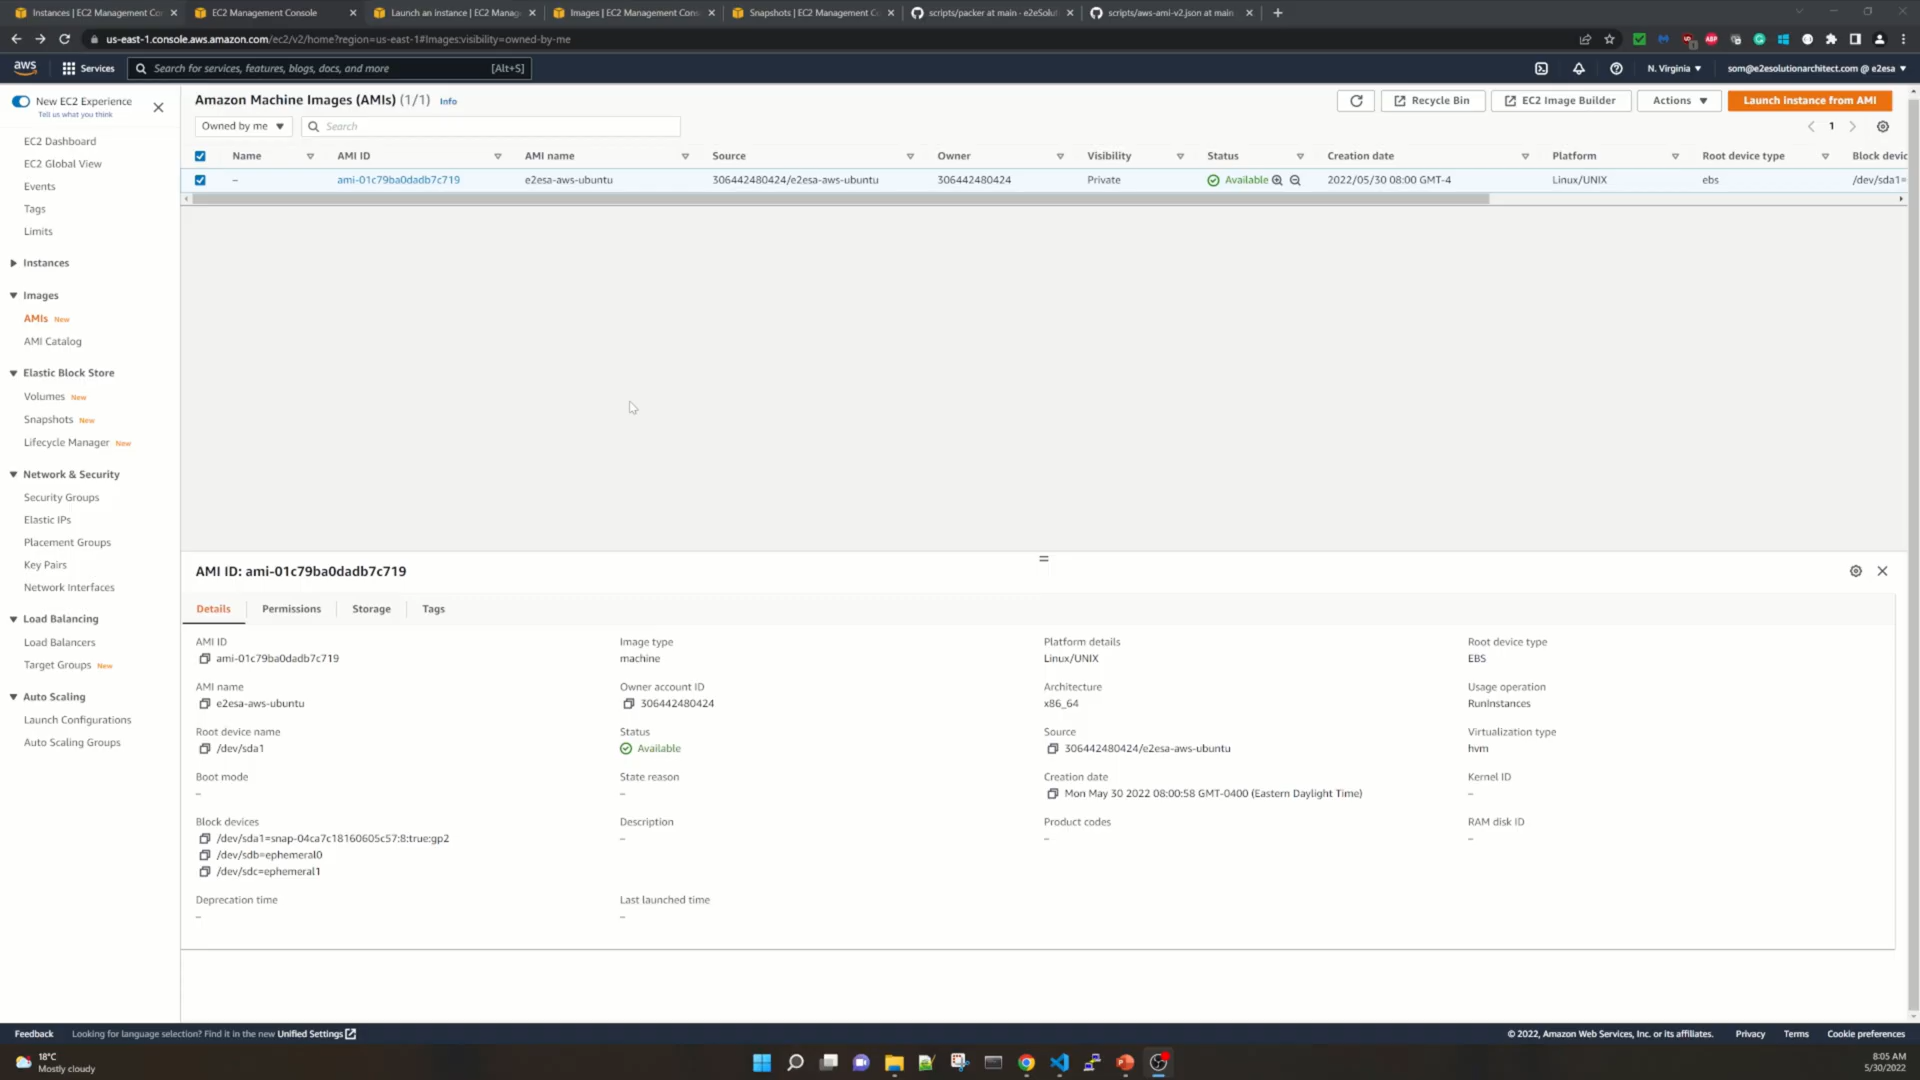 Instances | EC2 Management Con
EC2 Management Console
Launch an instance | EC2 Manag
Images | EC2 Management Cons
Snapshots | EC2 Management C
scripts/packer at main · e2eSolut
scripts/aws-ami-v2.json at main
us-east-1.console.aws.amazon.com/ec2/v2/home?region=us-east-1#Images:visibility=owned-by-me
ABP
aws
Services
Search for services, features, blogs, docs, and more
[Alt+S]
N. Virginia
som@e2esolutionarchitect.com @ e2esa
New EC2 Experience
Tell us what you think
EC2 Dashboard
EC2 Global View
Events
Tags
Limits
Instances
Images
AMIs New
AMI Catalog
Elastic Block Store
Volumes New
Snapshots New
Lifecycle Manager New
Network & Security
Security Groups
Elastic IPs
Placement Groups
Key Pairs
Network Interfaces
Load Balancing
Load Balancers
Target Groups New
Auto Scaling
Launch Configurations
Auto Scaling Groups
Amazon Machine Images (AMIs) (1/1) Info
Recycle Bin
EC2 Image Builder
Actions
Launch instance from AMI
Owned by me
Search
1
Name AMI ID AMI name Source Owner Visibility Status Creation date Platform Root device type Block devic
– ami-01c79ba0dadb7c719 e2esa-aws-ubuntu 306442480424/e2esa-aws-ubuntu 306442480424 Private Available 2022/05/30 08:00 GMT-4 Linux/UNIX ebs /dev/sda1=
AMI ID: ami-01c79ba0dadb7c719
Details Permissions Storage Tags
AMI ID Image type Platform details Root device type
ami-01c79ba0dadb7c719 machine Linux/UNIX EBS
AMI name Owner account ID Architecture Usage operation
e2esa-aws-ubuntu 306442480424 x86_64 RunInstances
Root device name Status Source Virtualization type
/dev/sda1 Available 306442480424/e2esa-aws-ubuntu hvm
Boot mode State reason Creation date Kernel ID
– – Mon May 30 2022 08:00:58 GMT-0400 (Eastern Daylight Time) –
Block devices Description Product codes RAM disk ID
/dev/sda1=snap-04ca7c18160605c57:8:true:gp2 – – –
/dev/sdb=ephemeral0
/dev/sdc=ephemeral1
Deprecation time Last launched time
– –
Feedback
Looking for language selection? Find it in the new Unified Settings
© 2022, Amazon Web Services, Inc. or its affiliates.
Privacy
Terms
Cookie preferences
18°C
Mostly cloudy
8:05 AM
5/30/2022